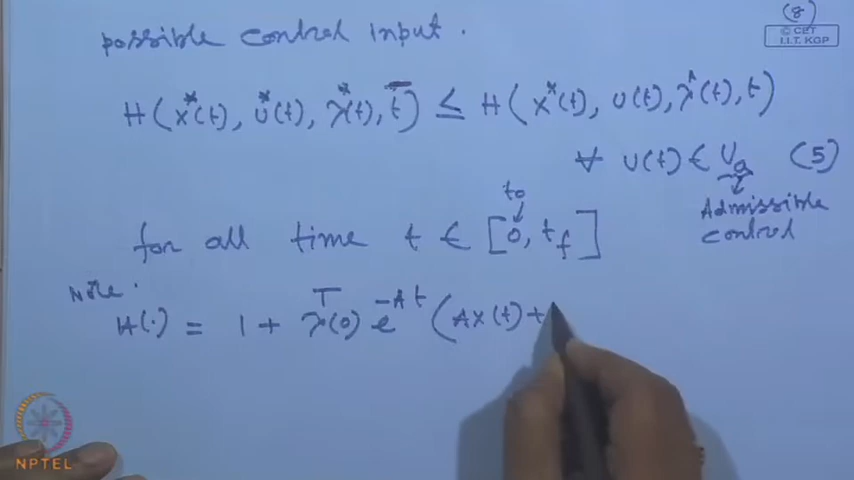 (8)
© CET
I.I.T. KGP
possible control input.
H(x*(t), u*(t), λ*(t), t) ≤ H(x*(t), u(t), λ*(t), t)
∀ u(t) ∈ Ua (5)
Admissible
control
t0
for all time t ∈ [0, tf]
Note.
H(·) = 1 + λᵀ(0) e^{-At} (Ax(t)+
NPTEL